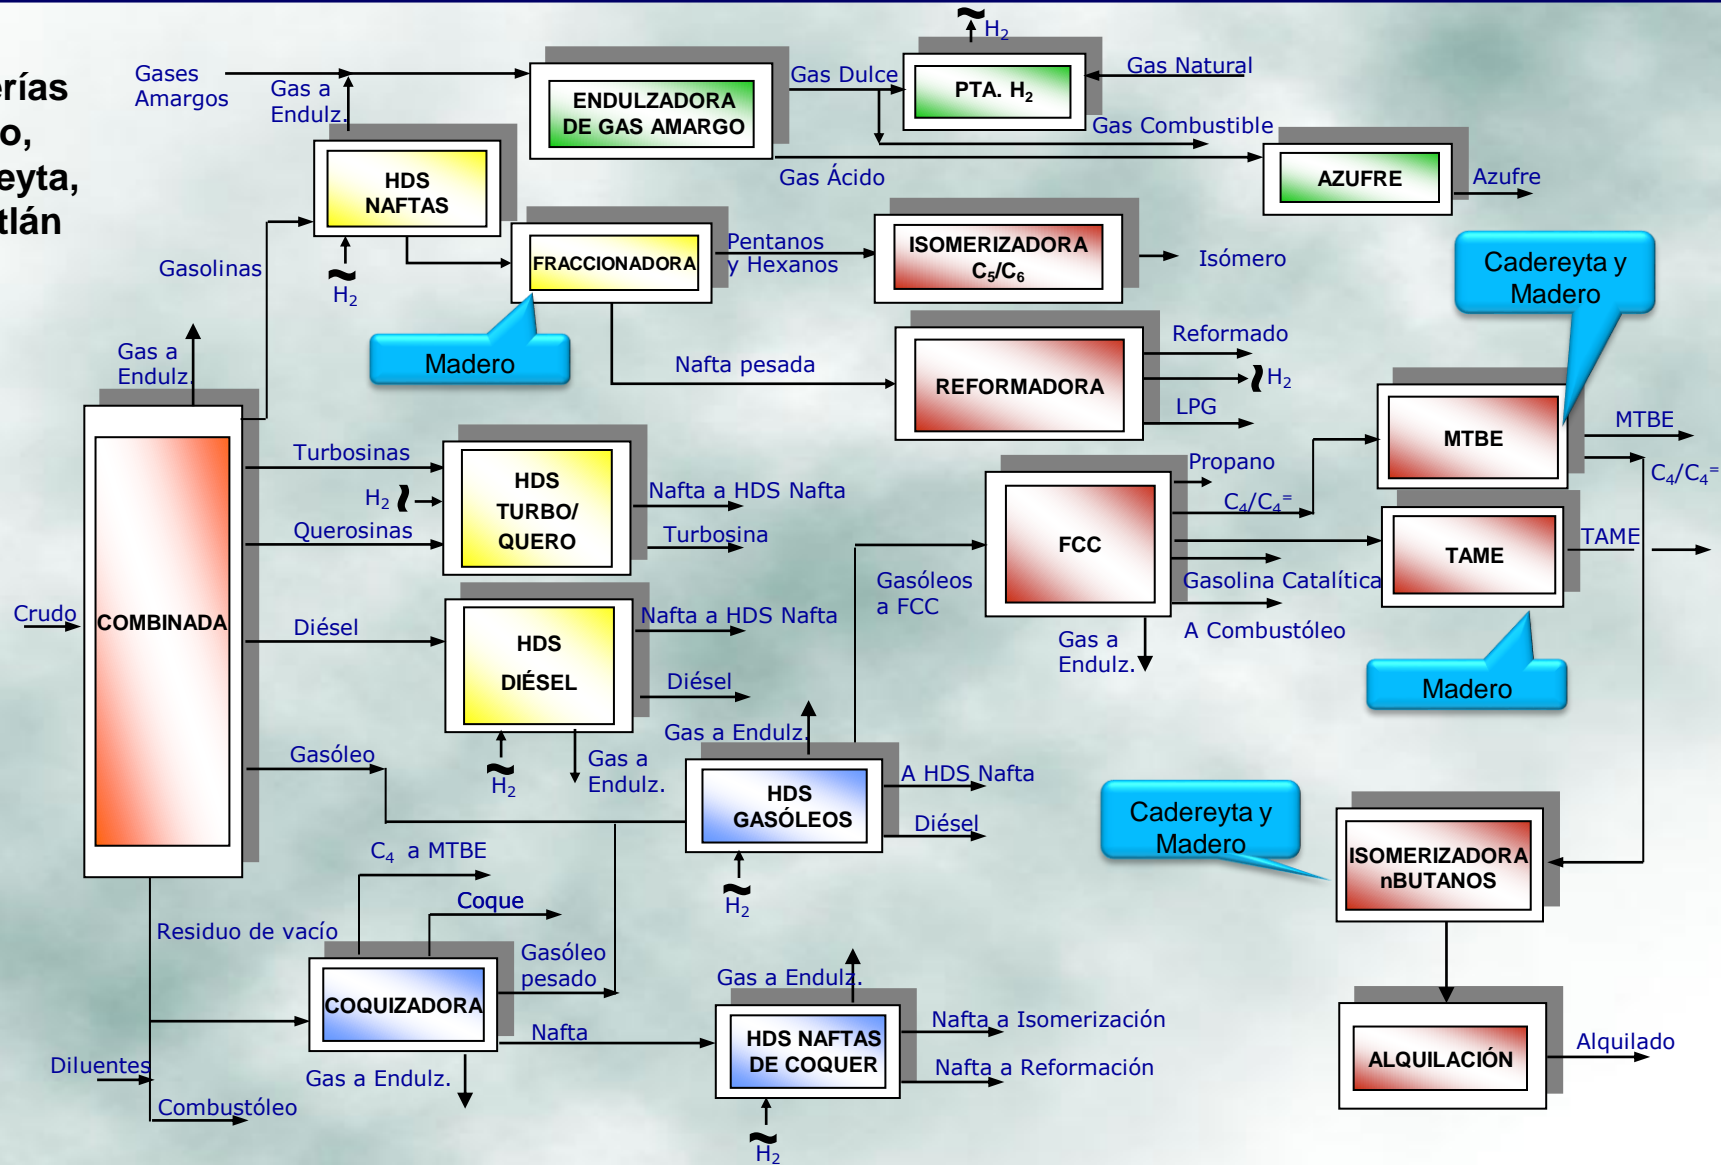 H2
Gases
Amargos
Gas a
Endulz.
ENDULZADORA
DE GAS AMARGO
Gas Dulce
PTA. H2
Gas Natural
Gas Combustible
Gas Ácido
AZUFRE
Azufre
HDS
NAFTAS
Gasolinas
H2
FRACCIONADORA
Pentanos
y Hexanos
ISOMERIZADORA
C5/C6
Isómero
Cadereyta y
Madero
Madero
Nafta pesada
REFORMADORA
Reformado
H2
LPG
Gas a
Endulz.
Crudo
COMBINADA
Turbosinas
H2
Querosinas
HDS
TURBO/
QUERO
Nafta a HDS Nafta
Turbosina
Diésel
HDS
DIÉSEL
Nafta a HDS Nafta
Diésel
H2
Gas a
Endulz.
Gasóleos
a FCC
FCC
Propano
C4/C4=
Gasolina Catalítica
A Combustóleo
Gas a
Endulz.
MTBE
MTBE
C4/C4=
TAME
TAME
Madero
Gasóleo
Gas a Endulz.
HDS
GASÓLEOS
A HDS Nafta
Diésel
H2
Cadereyta y
Madero
ISOMERIZADORA
nBUTANOS
C4 a MTBE
Coque
Residuo de vacío
COQUIZADORA
Gasóleo
pesado
Nafta
Gas a Endulz.
Diluentes
Combustóleo
Gas a Endulz.
HDS NAFTAS
DE COQUER
Nafta a Isomerización
Nafta a Reformación
H2
ALQUILACIÓN
Alquilado